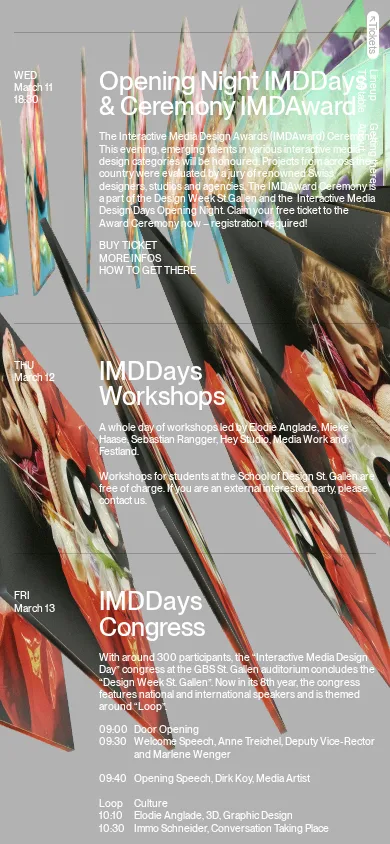 ↖Tickets
Lineup
WED
March 11
18:30
Opening Night IMDDays
& Ceremony IMDAward
The Interactive Media Design Awards (IMDAward) Ceremony.
This evening, emerging talents in various interactive media
design categories will be honoured. Projects from across the
country were evaluated by a jury of renowned Swiss
designers, studios and agencies. The IMDAward Ceremony is
a part of the Design Week St.Gallen and the Interactive Media
Design Days Opening Night. Claim your free ticket to the
Award Ceremony now – registration required!
BUY TICKET
MORE INFOS
HOW TO GET THERE
THU
March 12
IMDDays
Workshops
A whole day of workshops led by Elodie Anglade, Mieke
Haase, Sebastian Rangger, Hey Studio, Media Work and
Festland.
Workshops for students at the School of Design St. Gallen are
free of charge. If you are an external interested party, please
contact us.
FRI
March 13
IMDDays
Congress
With around 300 participants, the “Interactive Media Design
Day” congress at the GBS St. Gallen auditorium concludes the
“Design Week St. Gallen”. Now in its 8th year, the congress
features national and international speakers and is themed
around “Loop”.
09:00 Door Opening
09:30 Welcome Speech, Anne Treichel, Deputy Vice-Rector
and Marlene Wenger
09:40 Opening Speech, Dirk Koy, Media Artist
Loop Culture
10:10 Elodie Anglade, 3D, Graphic Design
10:30 Immo Schneider, Conversation Taking Place